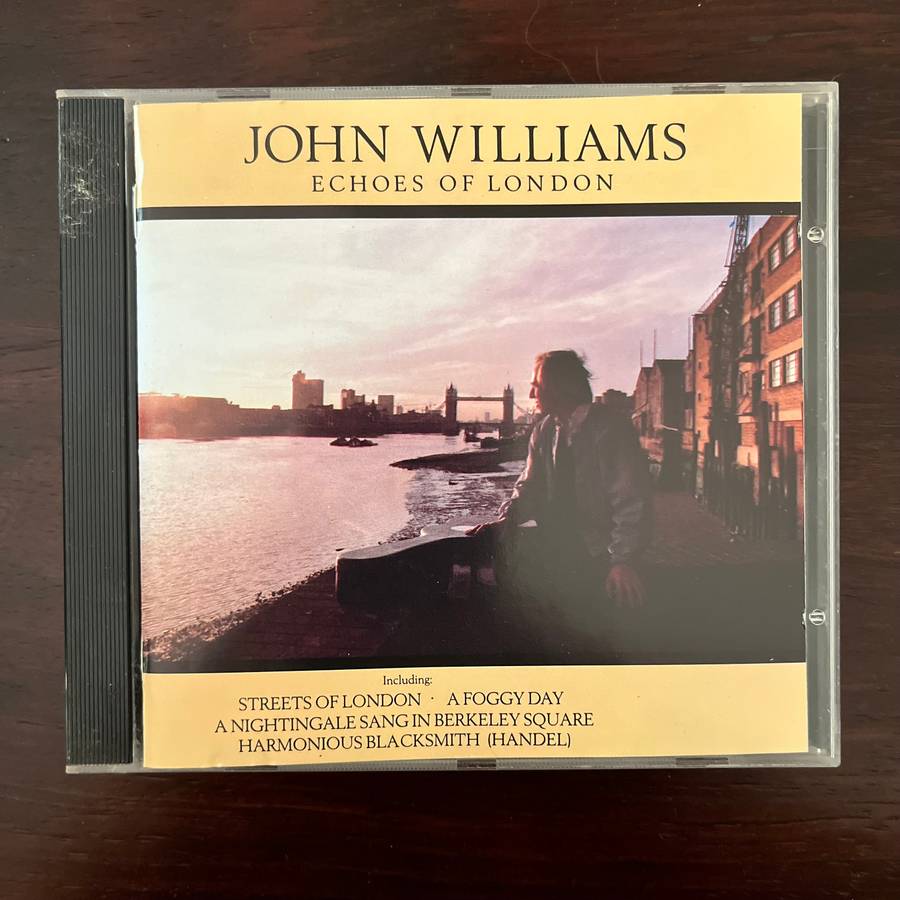 JOHN WILLIAMS
ECHOES OF LONDON
Including:
STREETS OF LONDON · A FOGGY DAY
A NIGHTINGALE SANG IN BERKELEY SQUARE
HARMONIOUS BLACKSMITH (HANDEL)